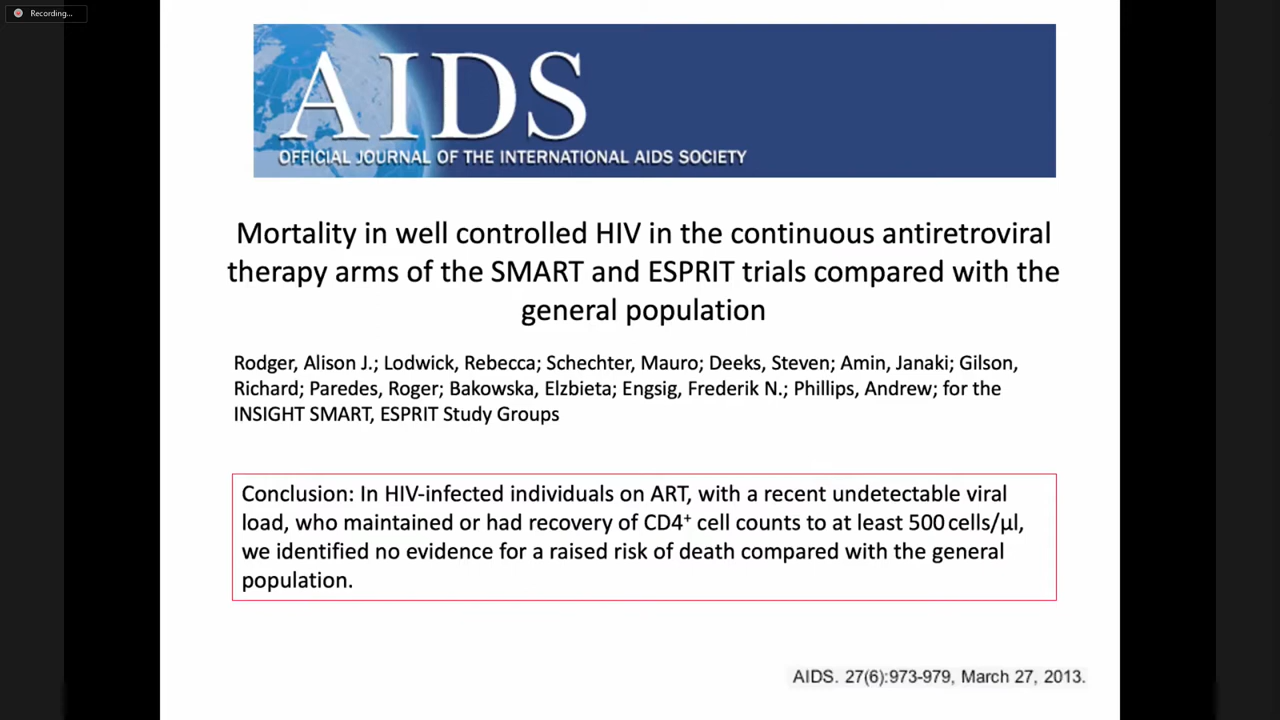 Recording...
AIDS
OFFICIAL JOURNAL OF THE INTERNATIONAL AIDS SOCIETY
Mortality in well controlled HIV in the continuous antiretroviral
therapy arms of the SMART and ESPRIT trials compared with the
general population
Rodger, Alison J.; Lodwick, Rebecca; Schechter, Mauro; Deeks, Steven; Amin, Janaki; Gilson,
Richard; Paredes, Roger; Bakowska, Elzbieta; Engsig, Frederik N.; Phillips, Andrew; for the
INSIGHT SMART, ESPRIT Study Groups
Conclusion: In HIV-infected individuals on ART, with a recent undetectable viral
load, who maintained or had recovery of CD4⁺ cell counts to at least 500 cells/μl,
we identified no evidence for a raised risk of death compared with the general
population.
AIDS. 27(6):973-979, March 27, 2013.